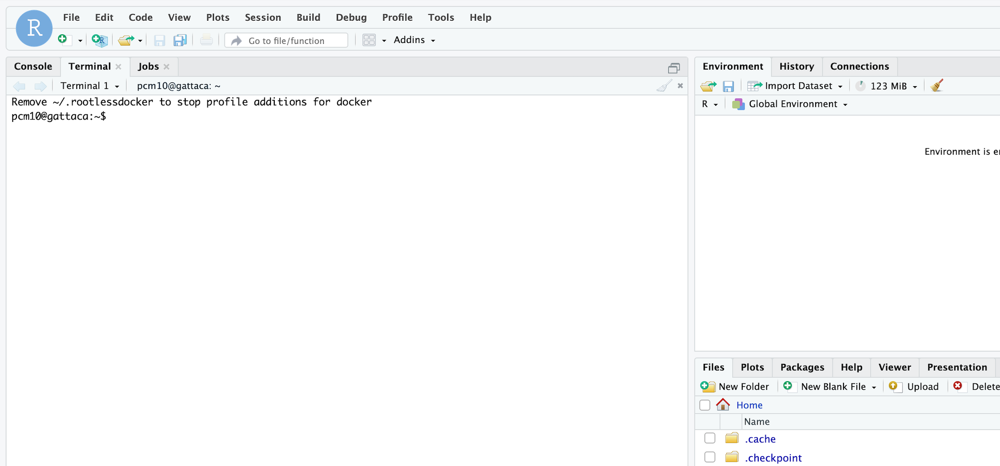 R
File Edit Code View Plots Session Build Debug Profile Tools Help
R Go to file/function Addins
Console Terminal Jobs
Terminal 1 pcm10@gattaca: ~
Remove ~/.rootlessdocker to stop profile additions for docker
pcm10@gattaca:~$
Environment History Connections
Import Dataset 123 MiB
R Global Environment
Environment is
Files Plots Packages Help Viewer Presentation
New Folder New Blank File Upload Delete
Home
Name
.cache
.checkpoint